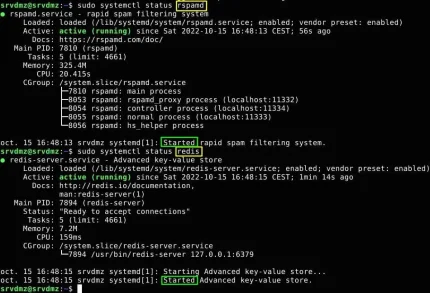 srvdmz@srvdmz:~$ sudo systemctl status rspamd
● rspamd.service - rapid spam filtering system
Loaded: loaded (/lib/systemd/system/rspamd.service; enabled; vendor preset: enabled)
Active: active (running) since Sat 2022-10-15 16:48:13 CEST; 56s ago
Docs: https://rspamd.com/doc/
Main PID: 7810 (rspamd)
Tasks: 5 (limit: 4661)
Memory: 325.4M
CPU: 20.415s
CGroup: /system.slice/rspamd.service
├─7810 rspamd: main process
├─8053 rspamd: rspamd_proxy process (localhost:11332)
├─8054 rspamd: controller process (localhost:11334)
├─8055 rspamd: normal process (localhost:11333)
└─8056 rspamd: hs_helper process
oct. 15 16:48:13 srvdmz systemd[1]: Started rapid spam filtering system.
srvdmz@srvdmz:~$ sudo systemctl status redis
● redis-server.service - Advanced key-value store
Loaded: loaded (/lib/systemd/system/redis-server.service; enabled; vendor preset: enabled)
Active: active (running) since Sat 2022-10-15 16:48:15 CEST; 1min 14s ago
Docs: http://redis.io/documentation,
man:redis-server(1)
Main PID: 7894 (redis-server)
Status: "Ready to accept connections"
Tasks: 5 (limit: 4661)
Memory: 7.2M
CPU: 159ms
CGroup: /system.slice/redis-server.service
└─7894 /usr/bin/redis-server 127.0.0.1:6379
oct. 15 16:48:15 srvdmz systemd[1]: Starting Advanced key-value store...
oct. 15 16:48:15 srvdmz systemd[1]: Started Advanced key-value store.
srvdmz@srvdmz:~$